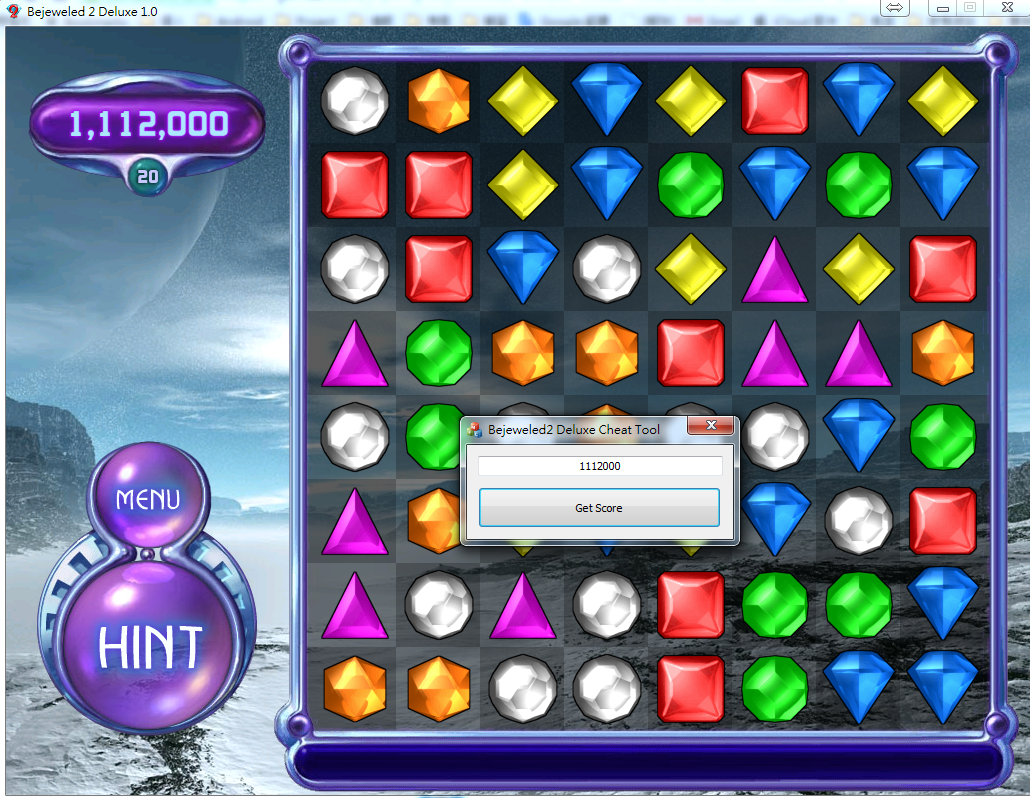 Bejeweled 2 Deluxe 1.0
1,112,000
20
Bejeweled2 Deluxe Cheat Tool
1112000
Get Score
MENU
HINT